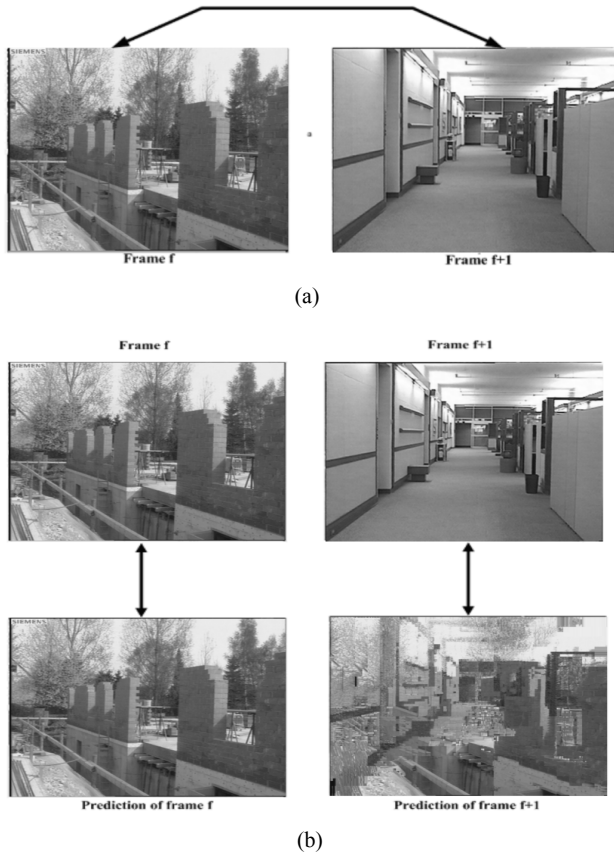 SIEMENS
Frame f
a
Frame f+1
(a)
Frame f
Frame f+1
SIEMENS
SIEMENS
Prediction of frame f
Prediction of frame f+1
(b)